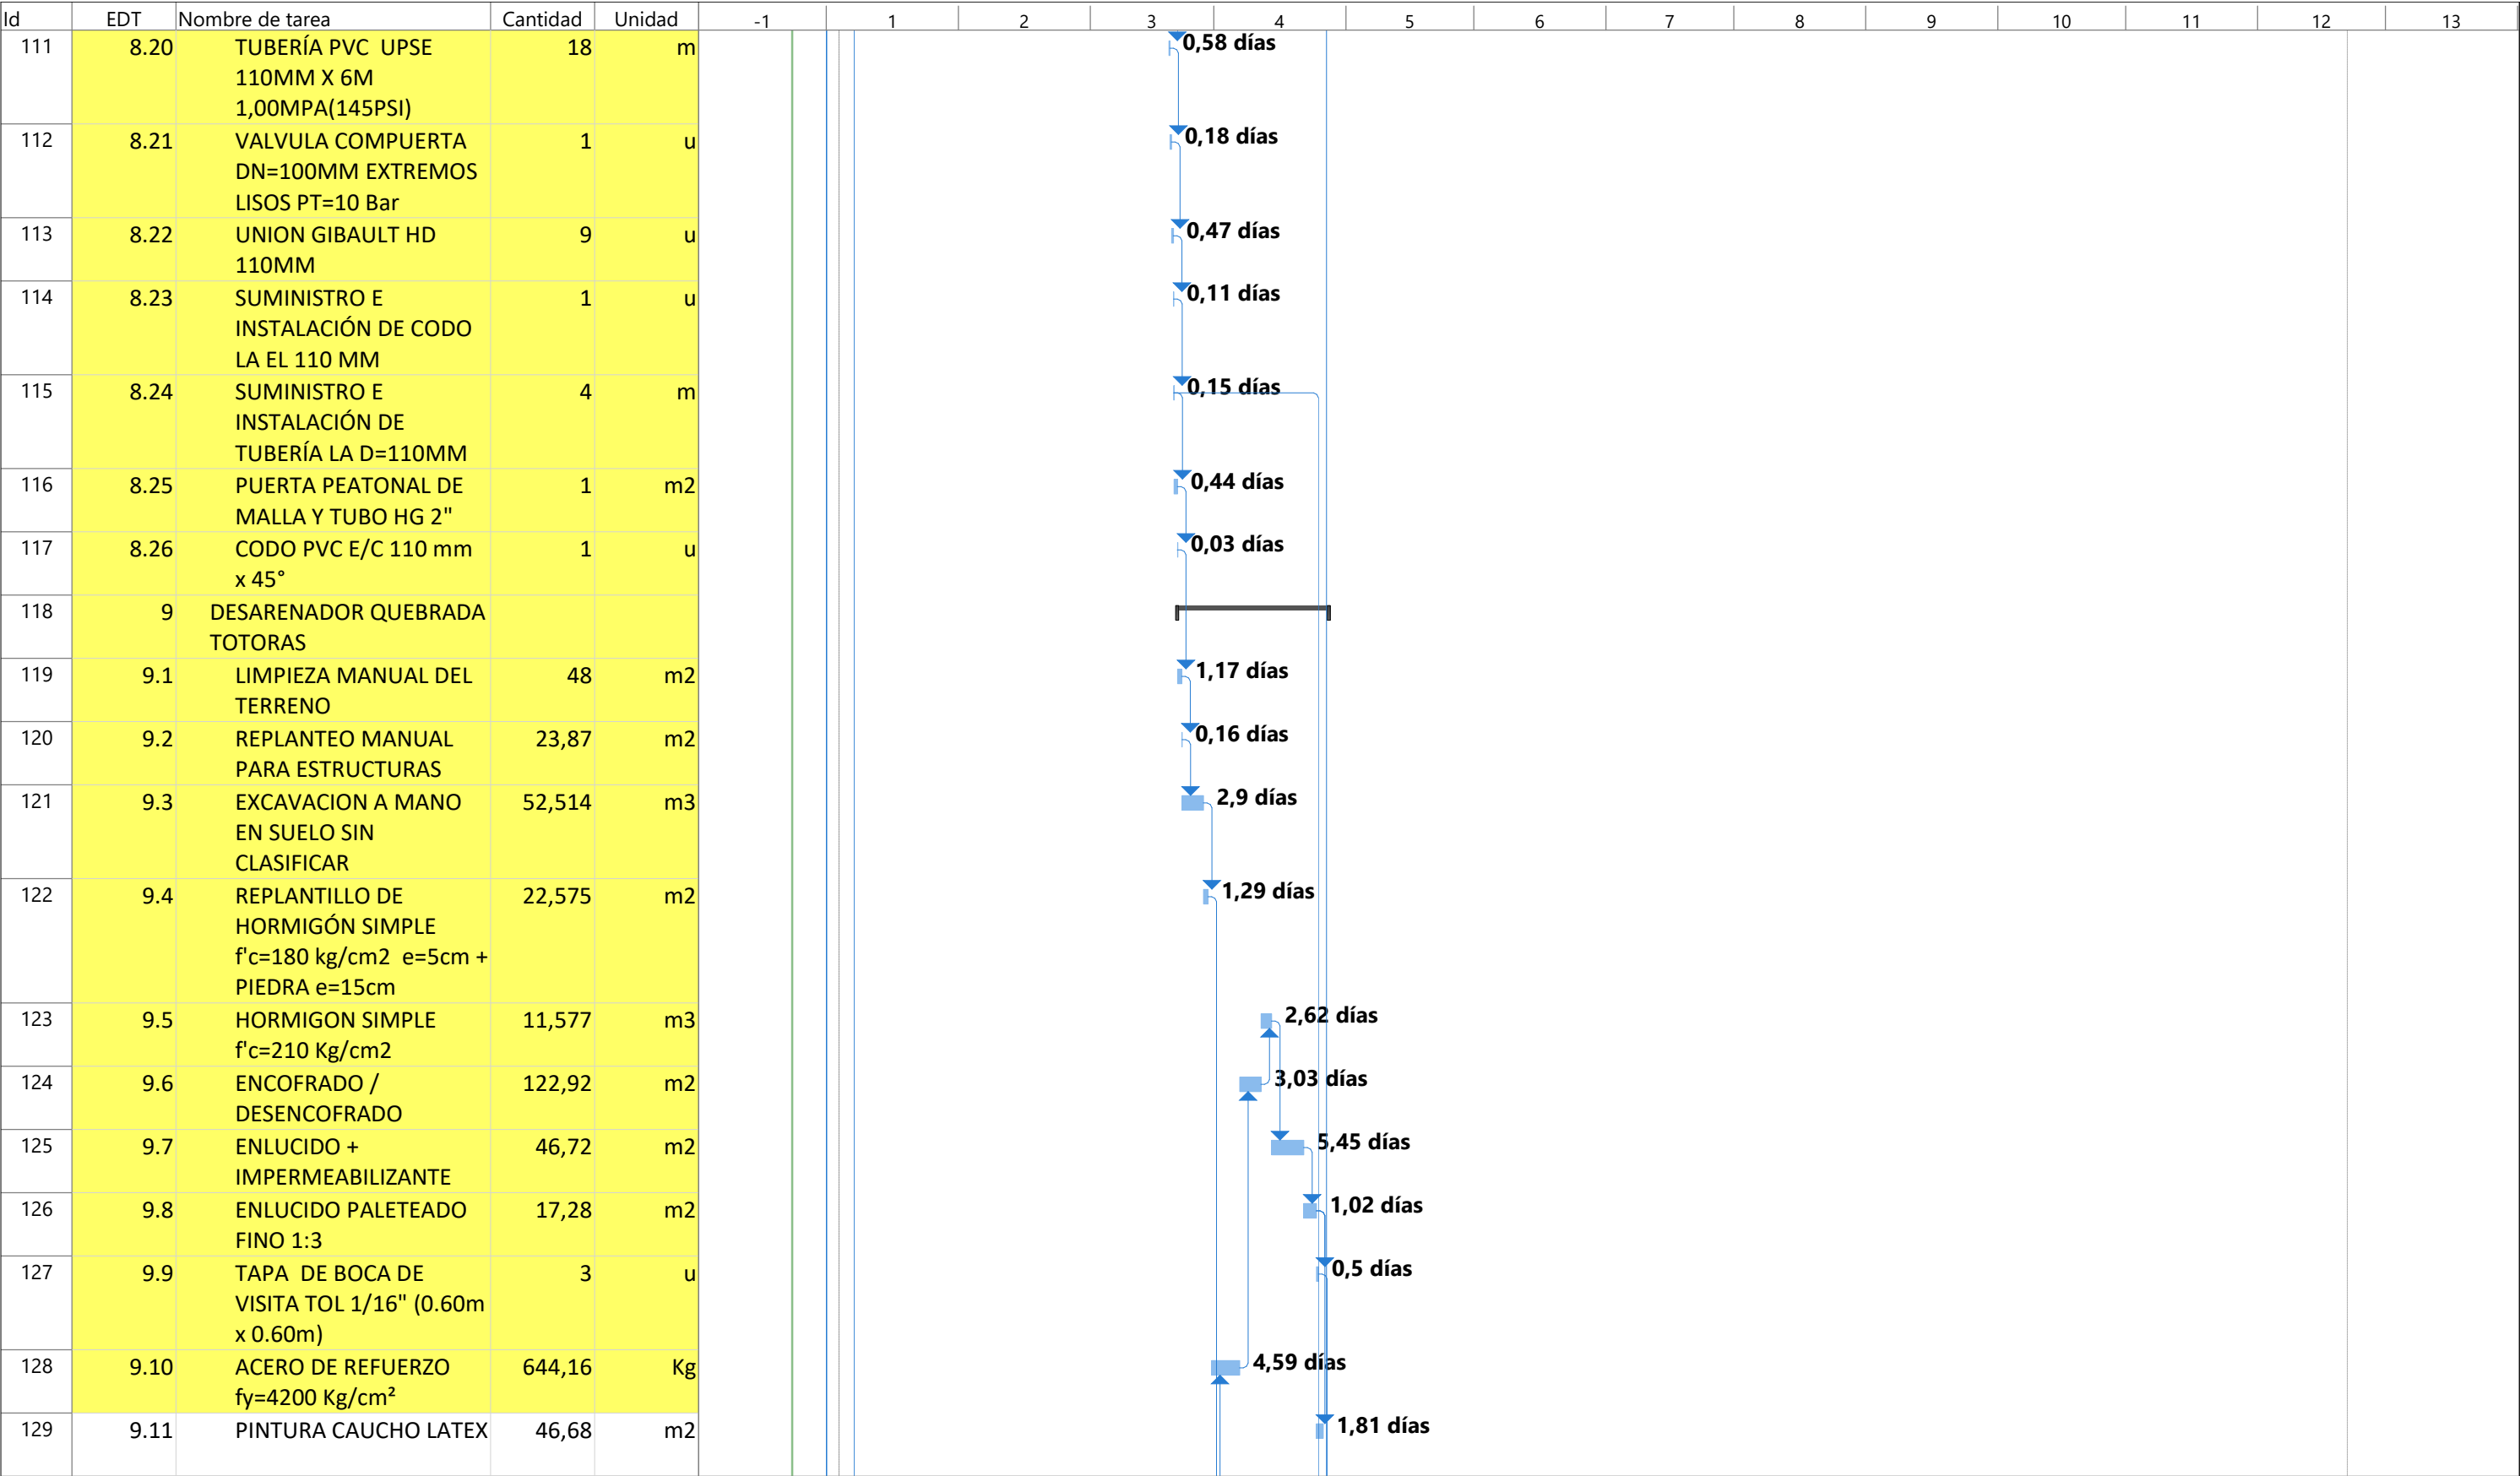 Id EDT Nombre de tarea Cantidad Unidad -1 1 2 3 4 5 6 7 8 9 10 11 12 13
111 8.20 TUBERÍA PVC  UPSE 18 m 0,58 días
110MM X 6M
1,00MPA(145PSI)
112 8.21 VALVULA COMPUERTA 1 u 0,18 días
DN=100MM EXTREMOS
LISOS PT=10 Bar
113 8.22 UNION GIBAULT HD 9 u 0,47 días
110MM
114 8.23 SUMINISTRO E 1 u 0,11 días
INSTALACIÓN DE CODO
LA EL 110 MM
115 8.24 SUMINISTRO E 4 m 0,15 días
INSTALACIÓN DE
TUBERÍA LA D=110MM
116 8.25 PUERTA PEATONAL DE 1 m2 0,44 días
MALLA Y TUBO HG 2"
117 8.26 CODO PVC E/C 110 mm 1 u 0,03 días
x 45°
118 9 DESARENADOR QUEBRADA
TOTORAS
119 9.1 LIMPIEZA MANUAL DEL 48 m2 1,17 días
TERRENO
120 9.2 REPLANTEO MANUAL 23,87 m2 0,16 días
PARA ESTRUCTURAS
121 9.3 EXCAVACION A MANO 52,514 m3 2,9 días
EN SUELO SIN
CLASIFICAR
122 9.4 REPLANTILLO DE 22,575 m2 1,29 días
HORMIGÓN SIMPLE
f'c=180 kg/cm2  e=5cm +
PIEDRA e=15cm
123 9.5 HORMIGON SIMPLE 11,577 m3 2,62 días
f'c=210 Kg/cm2
124 9.6 ENCOFRADO / 122,92 m2 3,03 días
DESENCOFRADO
125 9.7 ENLUCIDO + 46,72 m2 5,45 días
IMPERMEABILIZANTE
126 9.8 ENLUCIDO PALETEADO 17,28 m2 1,02 días
FINO 1:3
127 9.9 TAPA  DE BOCA DE 3 u 0,5 días
VISITA TOL 1/16" (0.60m
x 0.60m)
128 9.10 ACERO DE REFUERZO 644,16 Kg 4,59 días
fy=4200 Kg/cm²
129 9.11 PINTURA CAUCHO LATEX 46,68 m2 1,81 días